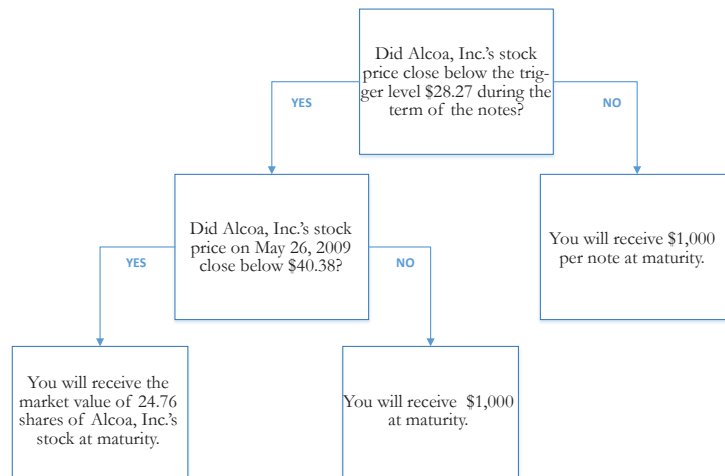 Did Alcoa, Inc.'s stock
price close below the trig-
ger level $28.27 during the
term of the notes?
YES
NO
Did Alcoa, Inc.'s stock
price on May 26, 2009
close below $40.38?
You will receive $1,000
per note at maturity.
YES
NO
You will receive the
market value of 24.76
shares of Alcoa, Inc.'s
stock at maturity.
You will receive  $1,000
at maturity.